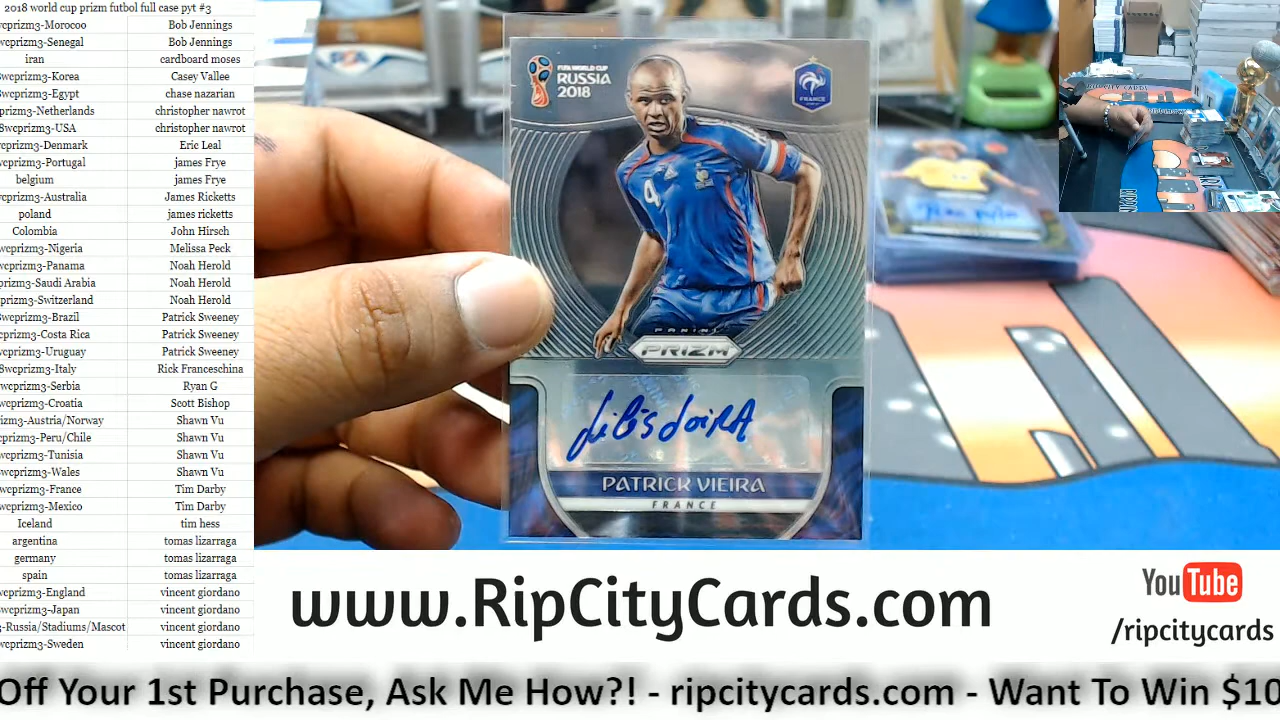 2018 world cup prizm futbol full case pyt #3
wcprizm3-Morocoo Bob Jennings
wcprizm3-Senegal Bob Jennings
iran cardboard moses
wcprizm3-Korea Casey Vallee
wcprizm3-Egypt chase nazarian
prizm3-Netherlands christopher nawrot
8wcprizm3-USA christopher nawrot
wcprizm3-Denmark Eric Leal
wcprizm3-Portugal james Frye
belgium james Frye
wcprizm3-Australia James Ricketts
poland james ricketts
Colombia John Hirsch
wcprizm3-Nigeria Melissa Peck
wcprizm3-Panama Noah Herold
prizm3-Saudi Arabia Noah Herold
prizm3-Switzerland Noah Herold
wcprizm3-Brazil Patrick Sweeney
cprizm3-Costa Rica Patrick Sweeney
wcprizm3-Uruguay Patrick Sweeney
8wcprizm3-Italy Rick Franceschina
wcprizm3-Serbia Ryan G
wcprizm3-Croatia Scott Bishop
rizm3-Austria/Norway Shawn Vu
cprizm3-Peru/Chile Shawn Vu
wcprizm3-Tunisia Shawn Vu
wcprizm3-Wales Shawn Vu
wcprizm3-France Tim Darby
wcprizm3-Mexico Tim Darby
Iceland tim hess
argentina tomas lizarraga
germany tomas lizarraga
spain tomas lizarraga
wcprizm3-England vincent giordano
wcprizm3-Japan vincent giordano
3-Russia/Stadiums/Mascot vincent giordano
wcprizm3-Sweden vincent giordano
FIFA WORLD CUP
RUSSIA
2018
FRANCE
4
PANINI
PRIZM
PATRICK VIEIRA
FRANCE
www.RipCityCards.com
YouTube
/ripcitycards
Off Your 1st Purchase, Ask Me How?! - ripcitycards.com - Want To Win $10